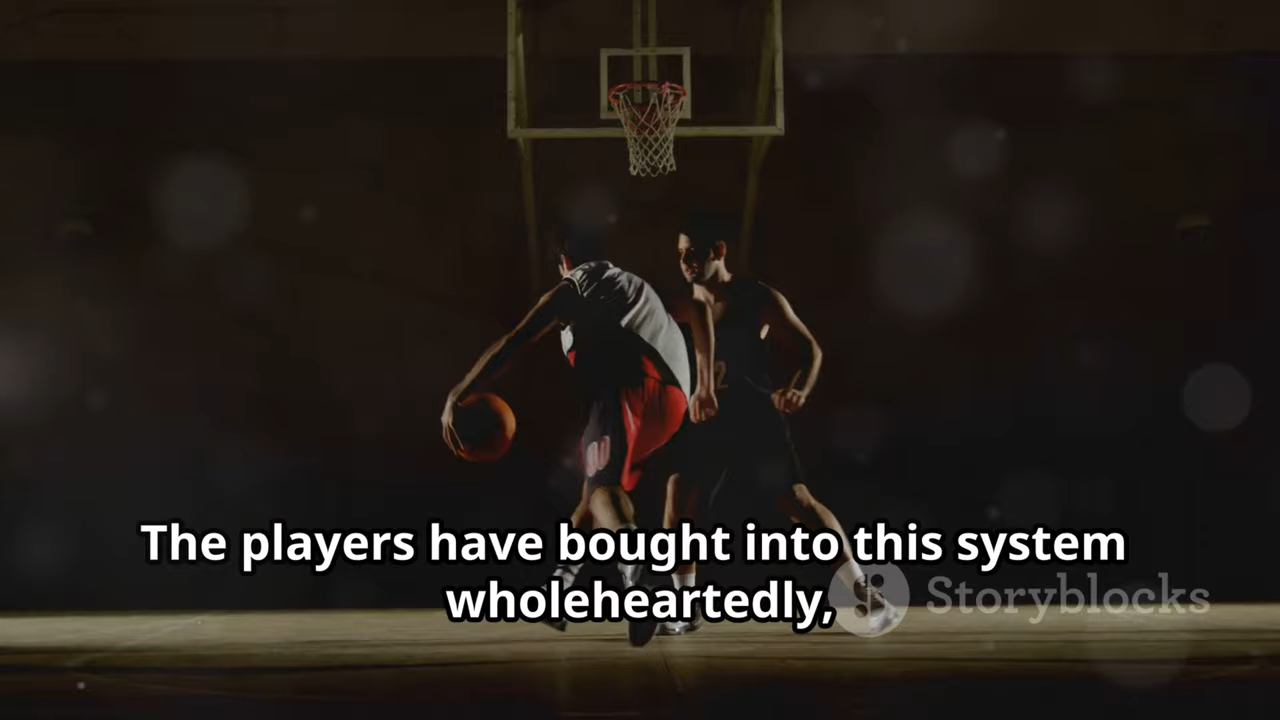 The players have bought into this system
wholeheartedly,
Storyblocks